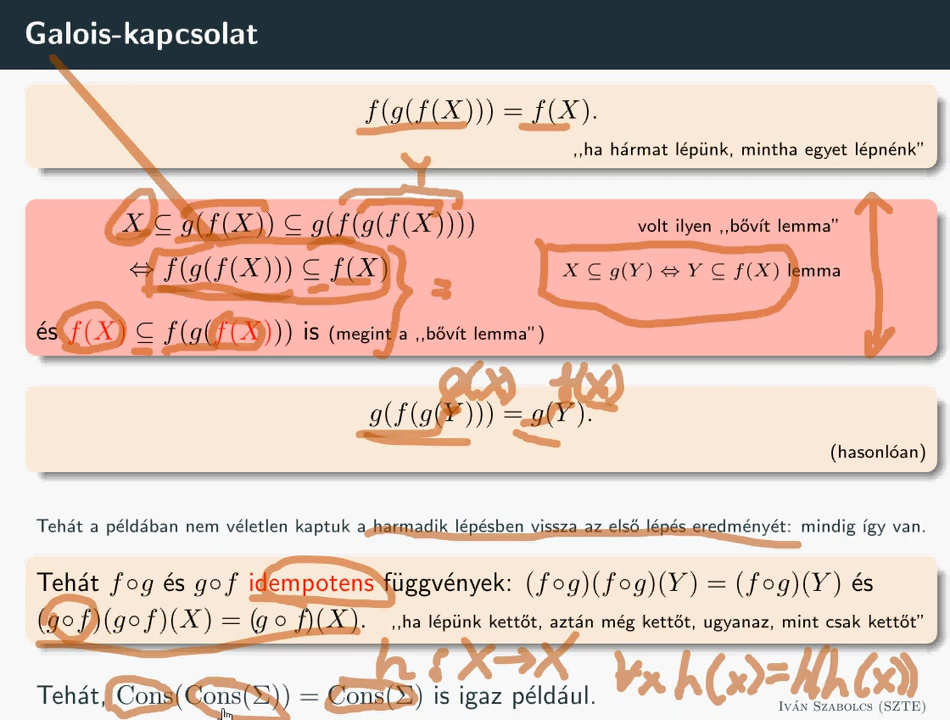 Galois-kapcsolat
f(g(f(X))) = f(X).
,,ha hármat lépünk, mintha egyet lépnénk”
Y
X ⊆ g(f(X)) ⊆ g(f(g(f(X)))) volt ilyen ,,bővít lemma”
⇔ f(g(f(X))) ⊆ f(X) } = X ⊆ g(Y) ⇔ Y ⊆ f(X) lemma
és f(X) ⊆ f(g(f(X))) is (megint a ,,bővít lemma”)
g(X) f(X)
g(f(g(Y))) = g(Y).
(hasonlóan)
Tehát a példában nem véletlen kaptuk a harmadik lépésben vissza az első lépés eredményét: mindig így van.
Tehát f∘g és g∘f idempotens függvények: (f∘g)(f∘g)(Y) = (f∘g)(Y) és
(g∘f)(g∘f)(X) = (g ∘ f)(X). ,,ha lépünk kettőt, aztán még kettőt, ugyanaz, mint csak kettőt”
h : X → X ∀x h(x)=h(h(x))
Tehát, Cons(Cons(Σ)) = Cons(Σ) is igaz például.
Iván Szabolcs (SZTE)